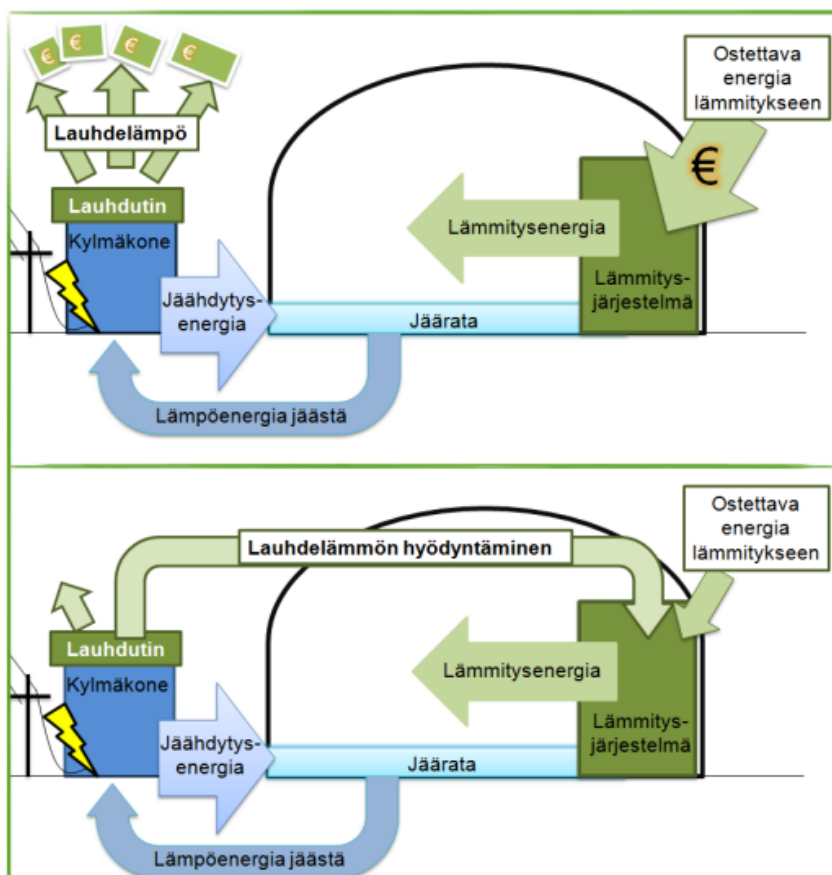 € € € €
Lauhdelämpö
Lauhdutin
Kylmäkone
Jäähdytys-
energia
Lämpöenergia jäästä
Jäärata
Lämmitysenergia
Lämmitys-
järjestelmä
Ostettava
energia
lämmitykseen
€
Lauhdelämmön hyödyntäminen
Lauhdutin
Kylmäkone
Jäähdytys-
energia
Lämpöenergia jäästä
Jäärata
Lämmitysenergia
Lämmitys-
järjestelmä
Ostettava
energia
lämmitykseen